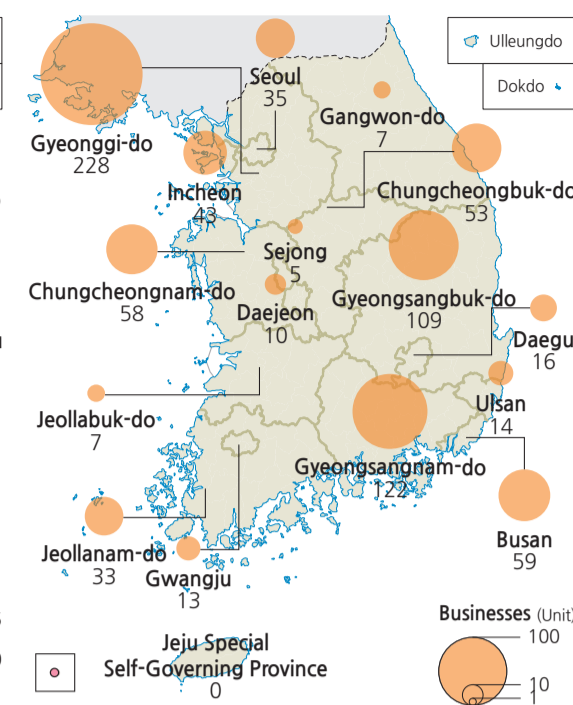 Ulleungdo
Dokdo
Seoul
35
Gangwon-do
7
Gyeonggi-do
228
Incheon
43
Chungcheongbuk-do
53
Sejong
5
Chungcheongnam-do
58
Daejeon
10
Gyeongsangbuk-do
109
Daegu
16
Jeollabuk-do
7
Ulsan
14
Gyeongsangnam-do
122
Busan
59
Jeollanam-do
33
Gwangju
13
Jeju Special
Self-Governing Province
0
Businesses (Unit)
100
10
1